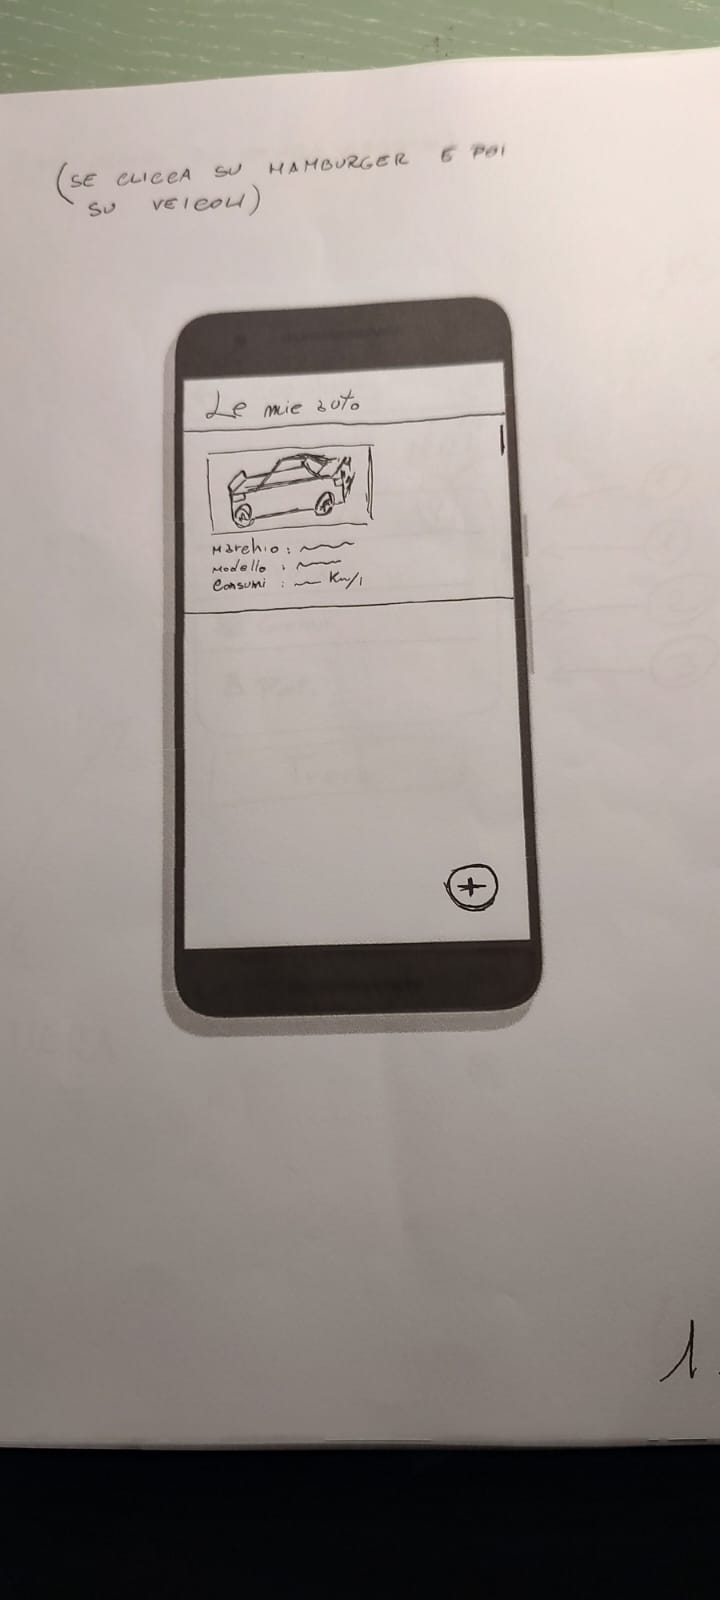 (SE CLICCA SU HAMBURGER E POI
SU VEICOLI)
Le mie auto
Marchio :
Modello :
Consumi : Km/l
+
1